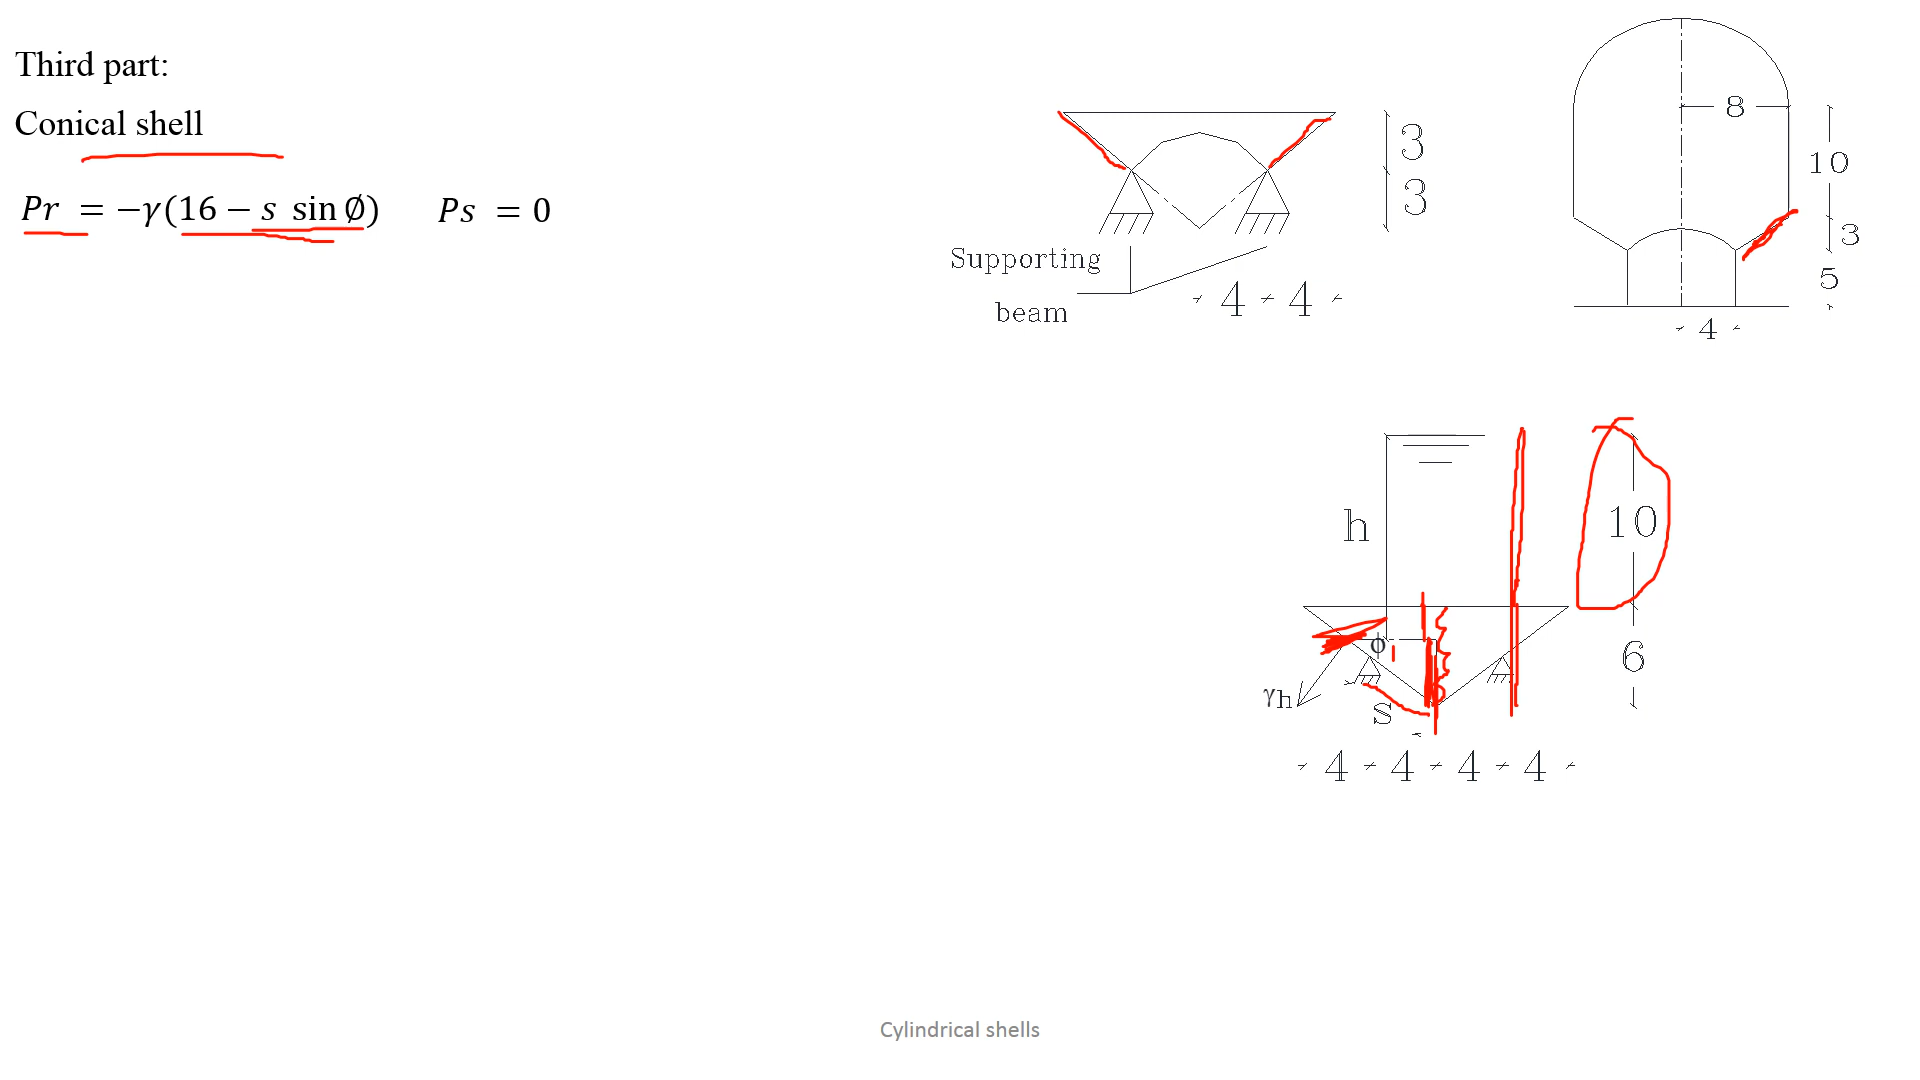 Third part:
Conical shell
Pr = −γ(16 − s sin ∅) Ps = 0
3
3
Supporting
beam
4 4
8
10
3
5
4
h
10
ϕ
6
γh
s
4 4 4 4
Cylindrical shells